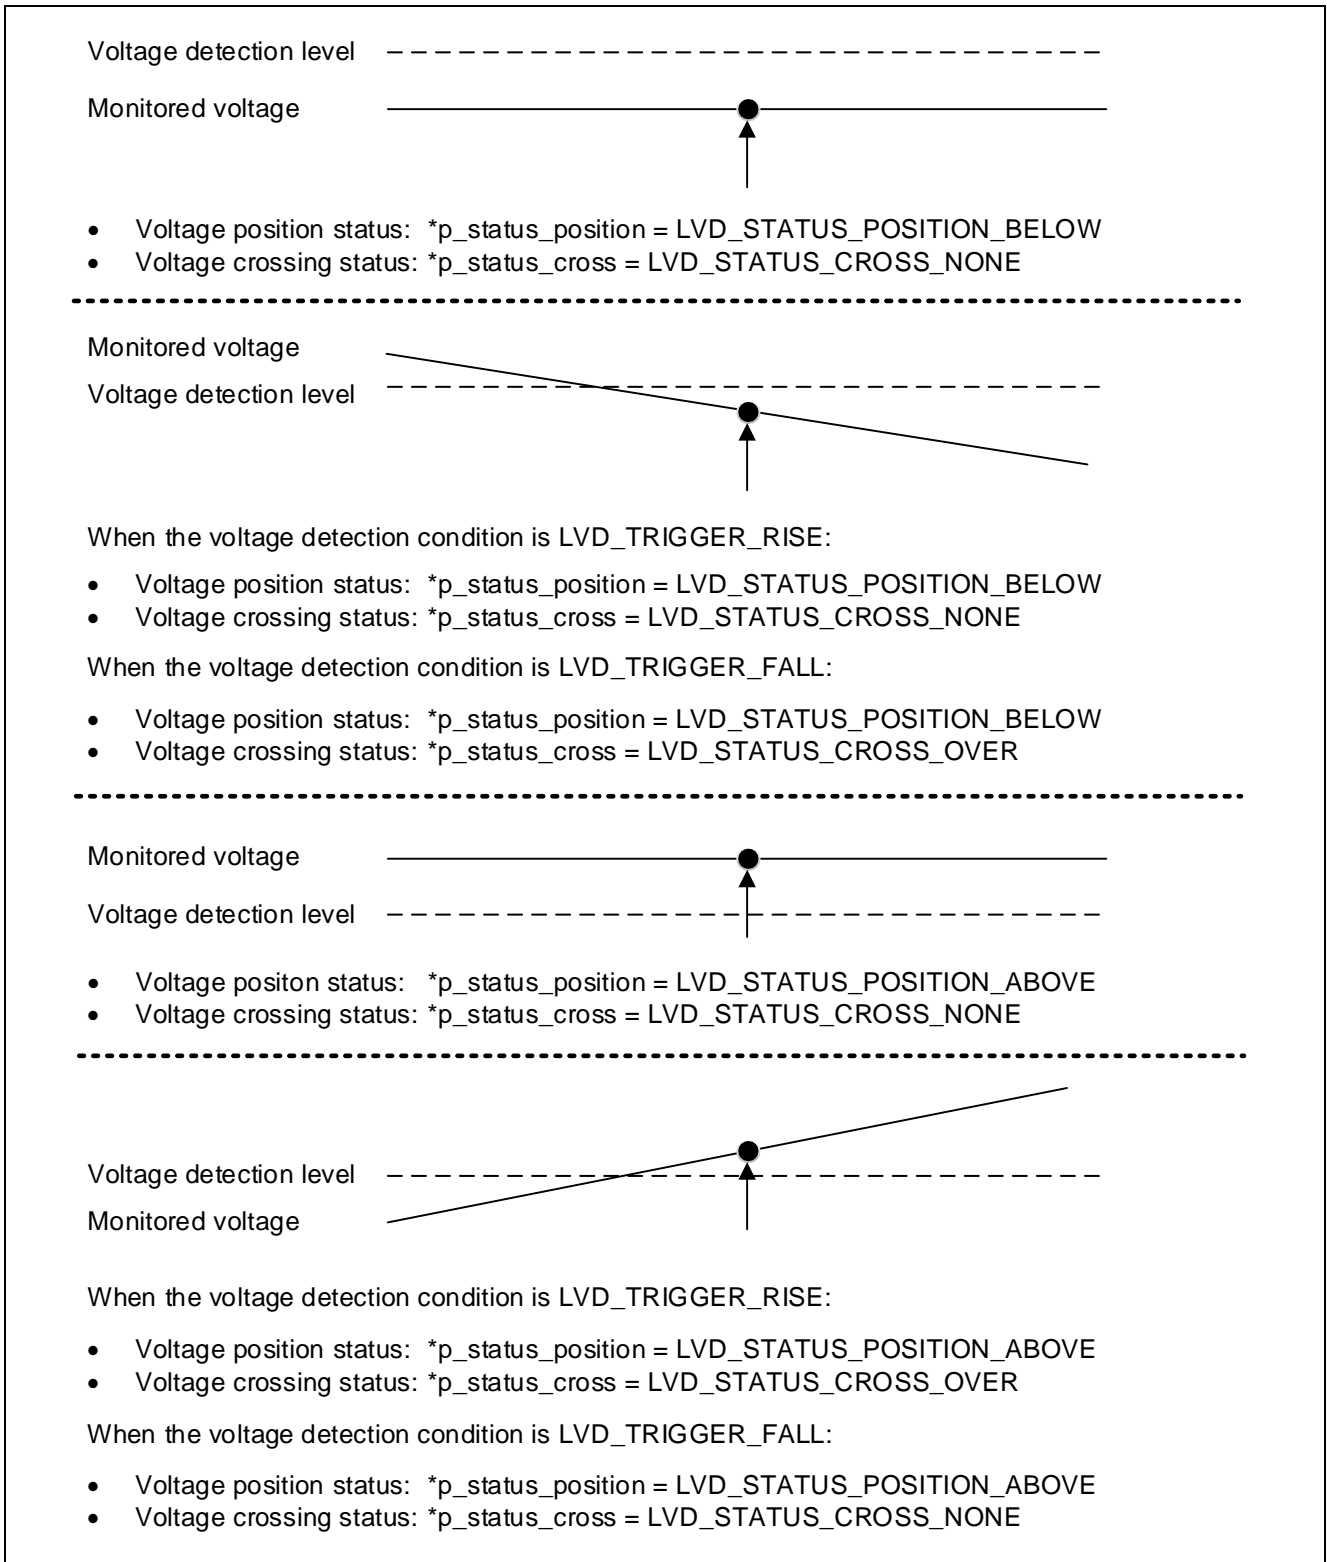 Voltage detection level
Monitored voltage
• Voltage position status: *p_status_position = LVD_STATUS_POSITION_BELOW
• Voltage crossing status: *p_status_cross = LVD_STATUS_CROSS_NONE
Monitored voltage
Voltage detection level
When the voltage detection condition is LVD_TRIGGER_RISE:
• Voltage position status: *p_status_position = LVD_STATUS_POSITION_BELOW
• Voltage crossing status: *p_status_cross = LVD_STATUS_CROSS_NONE
When the voltage detection condition is LVD_TRIGGER_FALL:
• Voltage position status: *p_status_position = LVD_STATUS_POSITION_BELOW
• Voltage crossing status: *p_status_cross = LVD_STATUS_CROSS_OVER
Monitored voltage
Voltage detection level
• Voltage positon status: *p_status_position = LVD_STATUS_POSITION_ABOVE
• Voltage crossing status: *p_status_cross = LVD_STATUS_CROSS_NONE
Voltage detection level
Monitored voltage
When the voltage detection condition is LVD_TRIGGER_RISE:
• Voltage position status: *p_status_position = LVD_STATUS_POSITION_ABOVE
• Voltage crossing status: *p_status_cross = LVD_STATUS_CROSS_OVER
When the voltage detection condition is LVD_TRIGGER_FALL:
• Voltage position status: *p_status_position = LVD_STATUS_POSITION_ABOVE
• Voltage crossing status: *p_status_cross = LVD_STATUS_CROSS_NONE